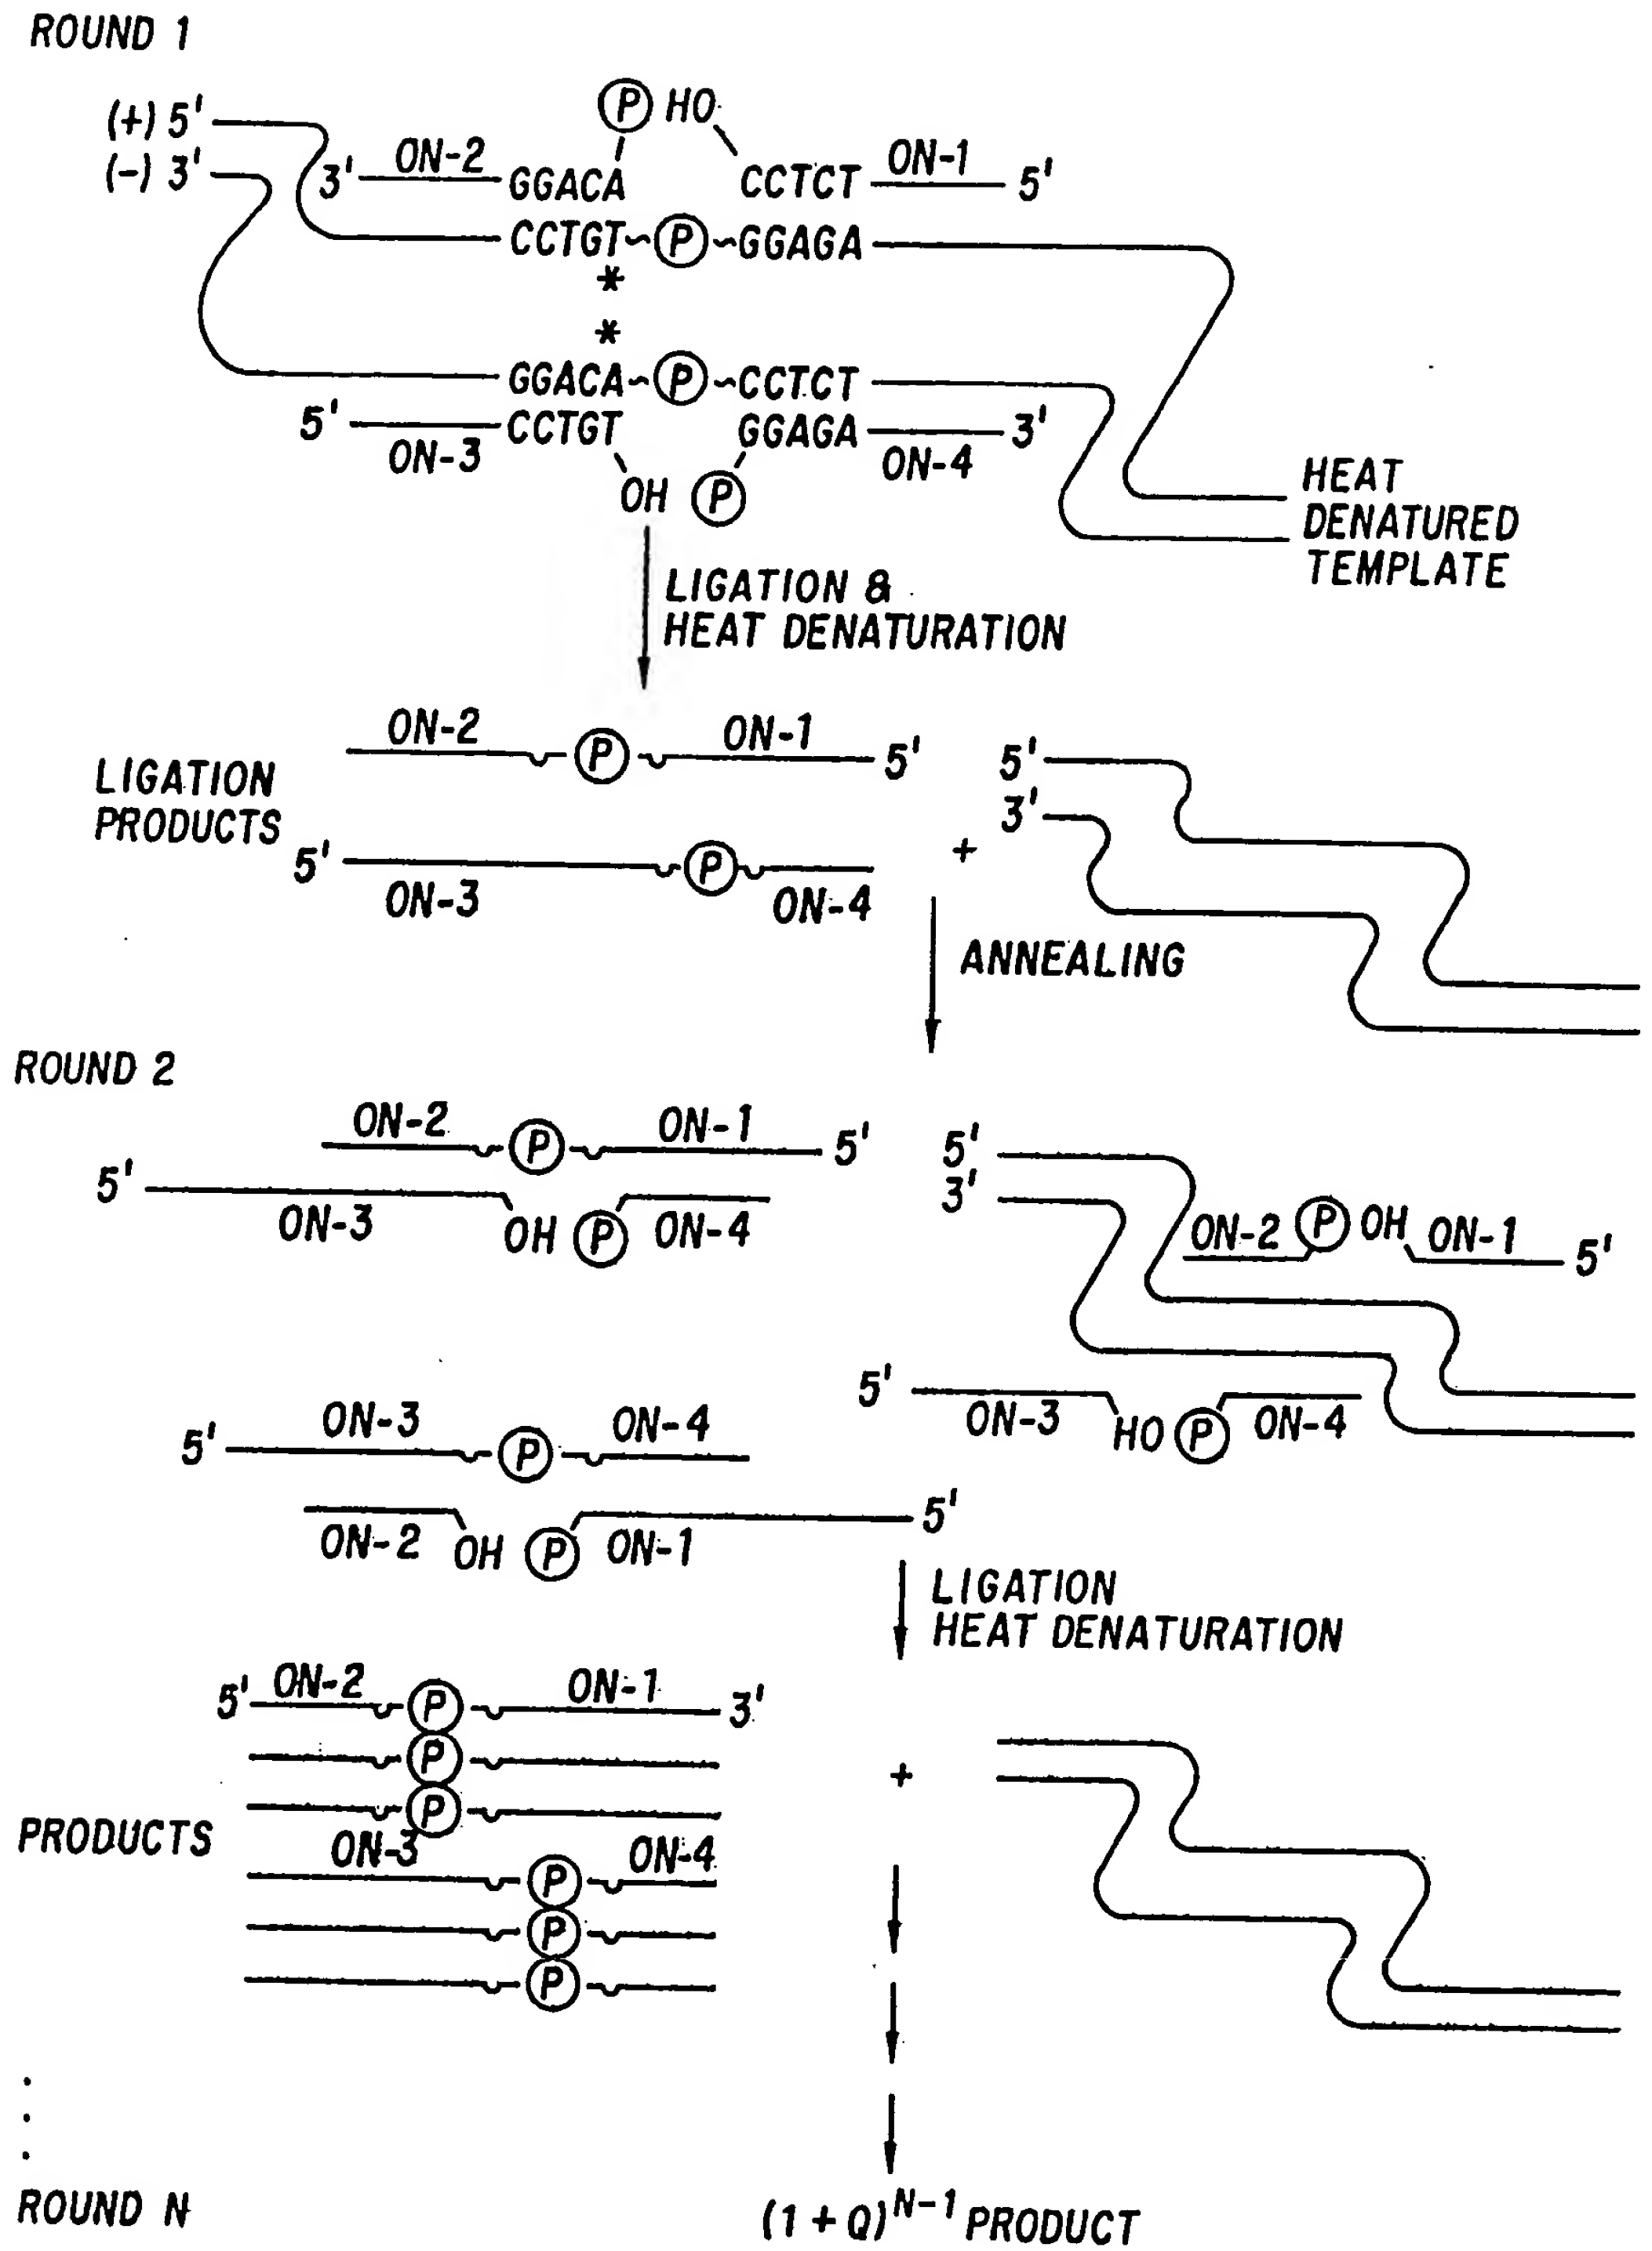 ROUND 1
P HO
(+) 5'
(-) 3'
3' ON-2 GGACA CCTCT ON-1 5'
CCTGT~P~GGAGA
*
*
GGACA~P~CCTCT
5' ON-3 CCTGT GGAGA ON-4 3'
OH P
HEAT
DENATURED
TEMPLATE
LIGATION &
HEAT DENATURATION
LIGATION
PRODUCTS
ON-2 P ON-1 5'
5' ON-3 P ON-4
+
5'
3'
ANNEALING
ROUND 2
ON-2 P ON-1 5'
5' ON-3 OH P ON-4
5'
3'
ON-2 P OH ON-1 5'
5' ON-3 HO P ON-4
5' ON-3 P ON-4
ON-2 OH P ON-1 5'
LIGATION
HEAT DENATURATION
5' ON-2 P ON-1 3'
P
P
PRODUCTS
+
ON-3 ON-4
P
P
P
ROUND N
(1 + Q)^N-1 PRODUCT